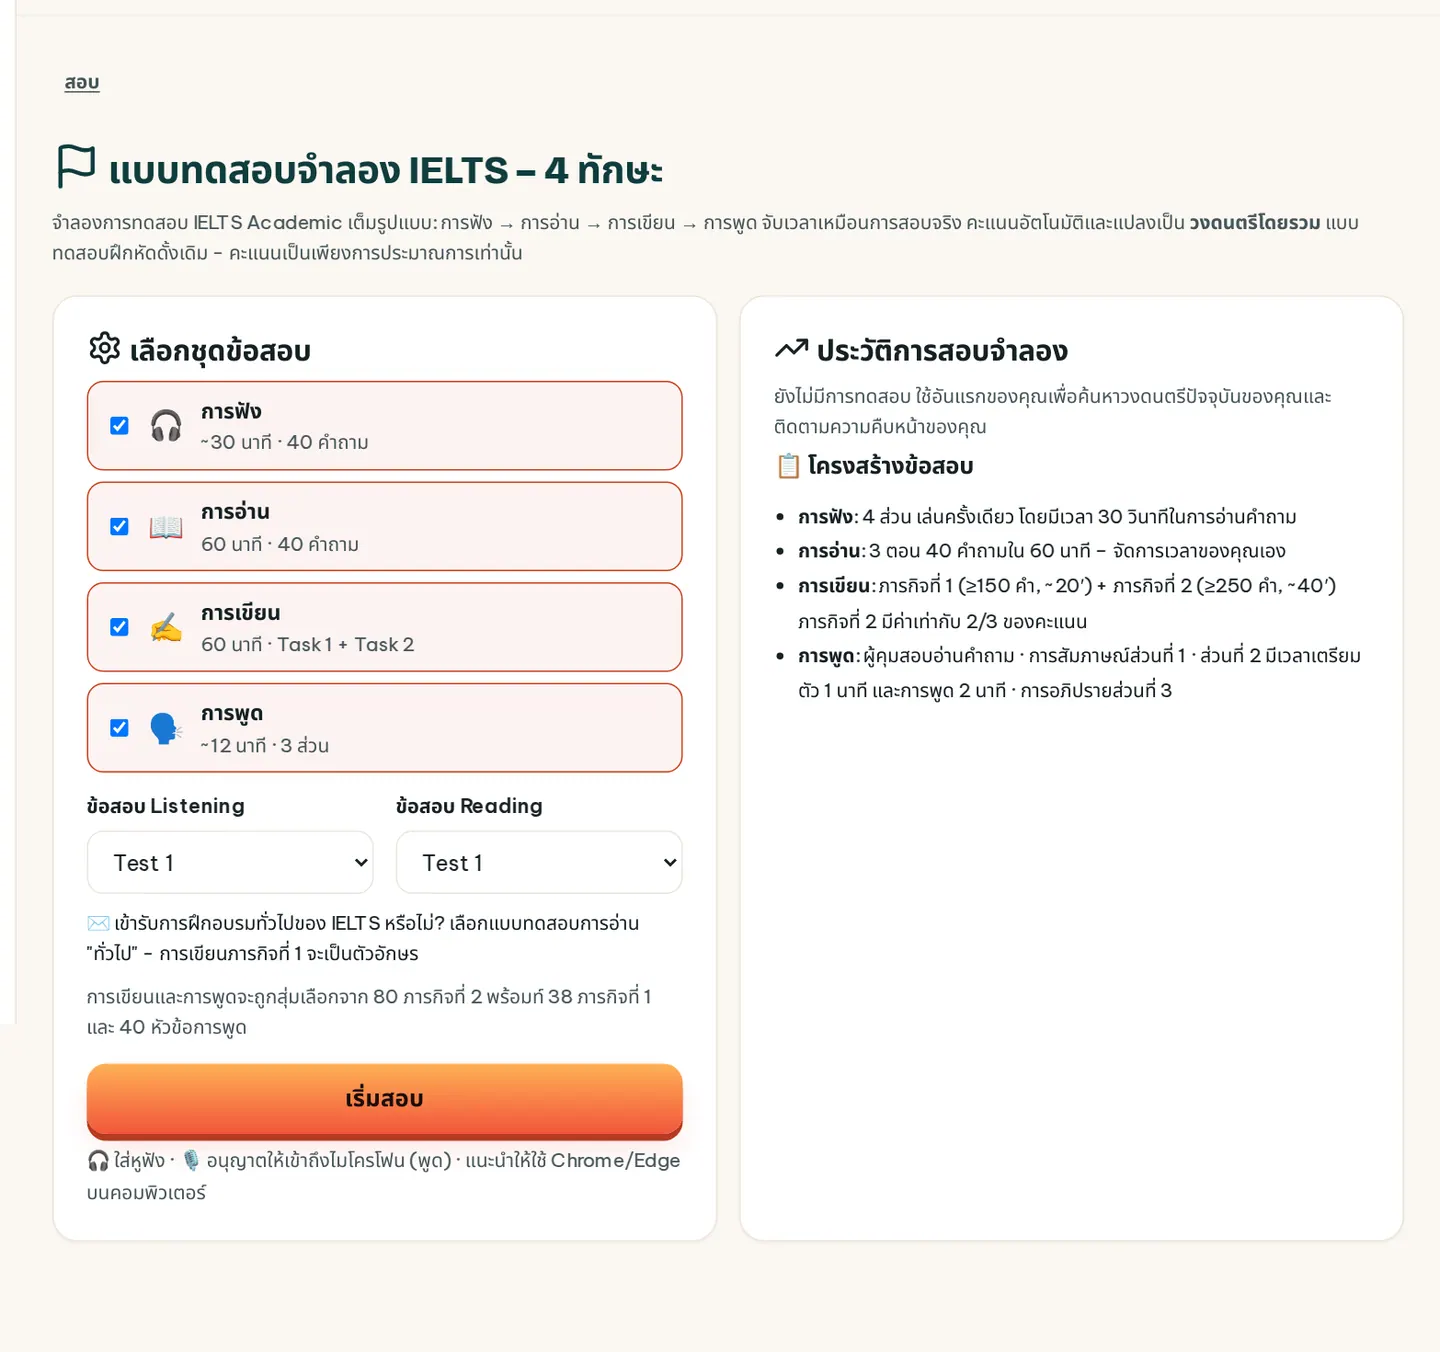 สอบ
แบบทดสอบจำลอง IELTS – 4 ทักษะ
จำลองการทดสอบ IELTS Academic เต็มรูปแบบ: การฟัง → การอ่าน → การเขียน → การพูด จับเวลาเหมือนการสอบจริง คะแนนอัตโนมัติและแปลงเป็น วงดนตรีโดยรวม แบบ
ทดสอบฝึกหัดดั้งเดิม – คะแนนเป็นเพียงการประมาณการเท่านั้น
เลือกชุดข้อสอบ
การฟัง
~30 นาที · 40 คำถาม
การอ่าน
60 นาที · 40 คำถาม
การเขียน
60 นาที · Task 1 + Task 2
การพูด
~12 นาที · 3 ส่วน
ข้อสอบ Listening
ข้อสอบ Reading
Test 1
Test 1
✉️ เข้ารับการฝึกอบรมทั่วไปของ IELTS หรือไม่? เลือกแบบทดสอบการอ่าน
"ทั่วไป" – การเขียนภารกิจที่ 1 จะเป็นตัวอักษร
การเขียนและการพูดจะถูกสุ่มเลือกจาก 80 ภารกิจที่ 2 พร้อมท์ 38 ภารกิจที่ 1
และ 40 หัวข้อการพูด
เริ่มสอบ
🎧 ใส่หูฟัง · 🎙️ อนุญาตให้เข้าถึงไมโครโฟน (พูด) · แนะนำให้ใช้ Chrome/Edge
บนคอมพิวเตอร์
ประวัติการสอบจำลอง
ยังไม่มีการทดสอบ ใช้อันแรกของคุณเพื่อค้นหาวงดนตรีปัจจุบันของคุณและ
ติดตามความคืบหน้าของคุณ
📋 โครงสร้างข้อสอบ
• การฟัง: 4 ส่วน เล่นครั้งเดียว โดยมีเวลา 30 วินาทีในการอ่านคำถาม
• การอ่าน: 3 ตอน 40 คำถามใน 60 นาที – จัดการเวลาของคุณเอง
• การเขียน: ภารกิจที่ 1 (≥150 คำ, ~20′) + ภารกิจที่ 2 (≥250 คำ, ~40′)
ภารกิจที่ 2 มีค่าเท่ากับ 2/3 ของคะแนน
• การพูด: ผู้คุมสอบอ่านคำถาม · การสัมภาษณ์ส่วนที่ 1 · ส่วนที่ 2 มีเวลาเตรียม
ตัว 1 นาที และการพูด 2 นาที · การอภิปรายส่วนที่ 3